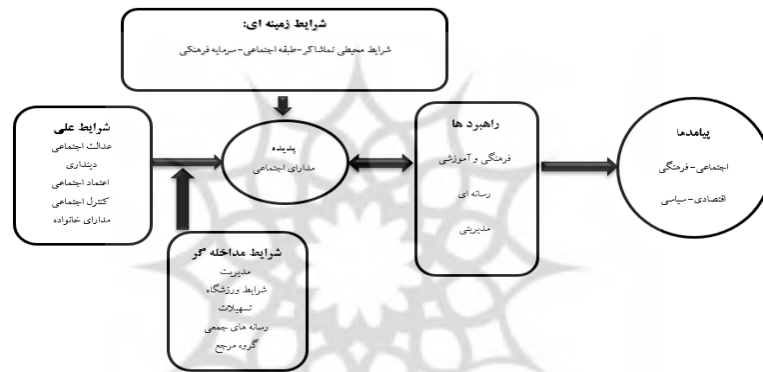 شرایط زمینه ای:
شرایط محیطی تماشاگر-طبقه اجتماعی-سرمایه فرهنگی
شرایط علی
عدالت اجتماعی
دینداری
اعتماد اجتماعی
کنترل اجتماعی
مدارای خانواده
پدیده
مدارای اجتماعی
راهبرد ها
فرهنگی و آموزشی
رسانه ای
مدیریتی
پیامدها
اجتماعی-فرهنگی
اقتصادی-سیاسی
شرایط مداخله گر
مدیریت
شرایط ورزشگاه
تسهیلات
رسانه های جمعی
گروه مرجع